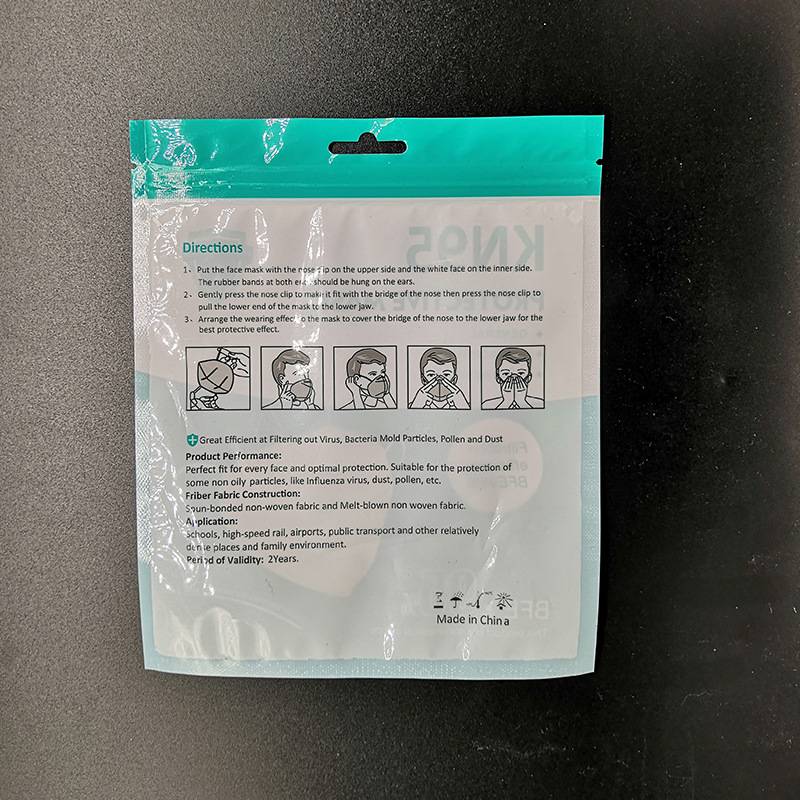 Directions
1、 Put the face mask with the nose clip on the upper side and the white face on the inner side.
The rubber bands at both end should be hung on the ears.
2、 Gently press the nose clip to make it fit with the bridge of the nose then press the nose clip to
pull the lower end of the mask to the lower jaw.
3、 Arrange the wearing effect to the mask to cover the bridge of the nose to the lower jaw for the
best protective effect.
Great Efficient at Filtering out Virus, Bacteria Mold Particles, Pollen and Dust
Product Performance:
Perfect fit for every face and optimal protection. Suitable for the protection of
some non oily particles, like Influenza virus, dust, pollen, etc.
Friber Fabric Construction:
Spun-bonded non-woven fabric and Melt-blown non woven fabric.
Application:
Schools, high-speed rail, airports, public transport and other relatively
dense places and family environment.
Period of Validity: 2Years.
Made in China
KN95